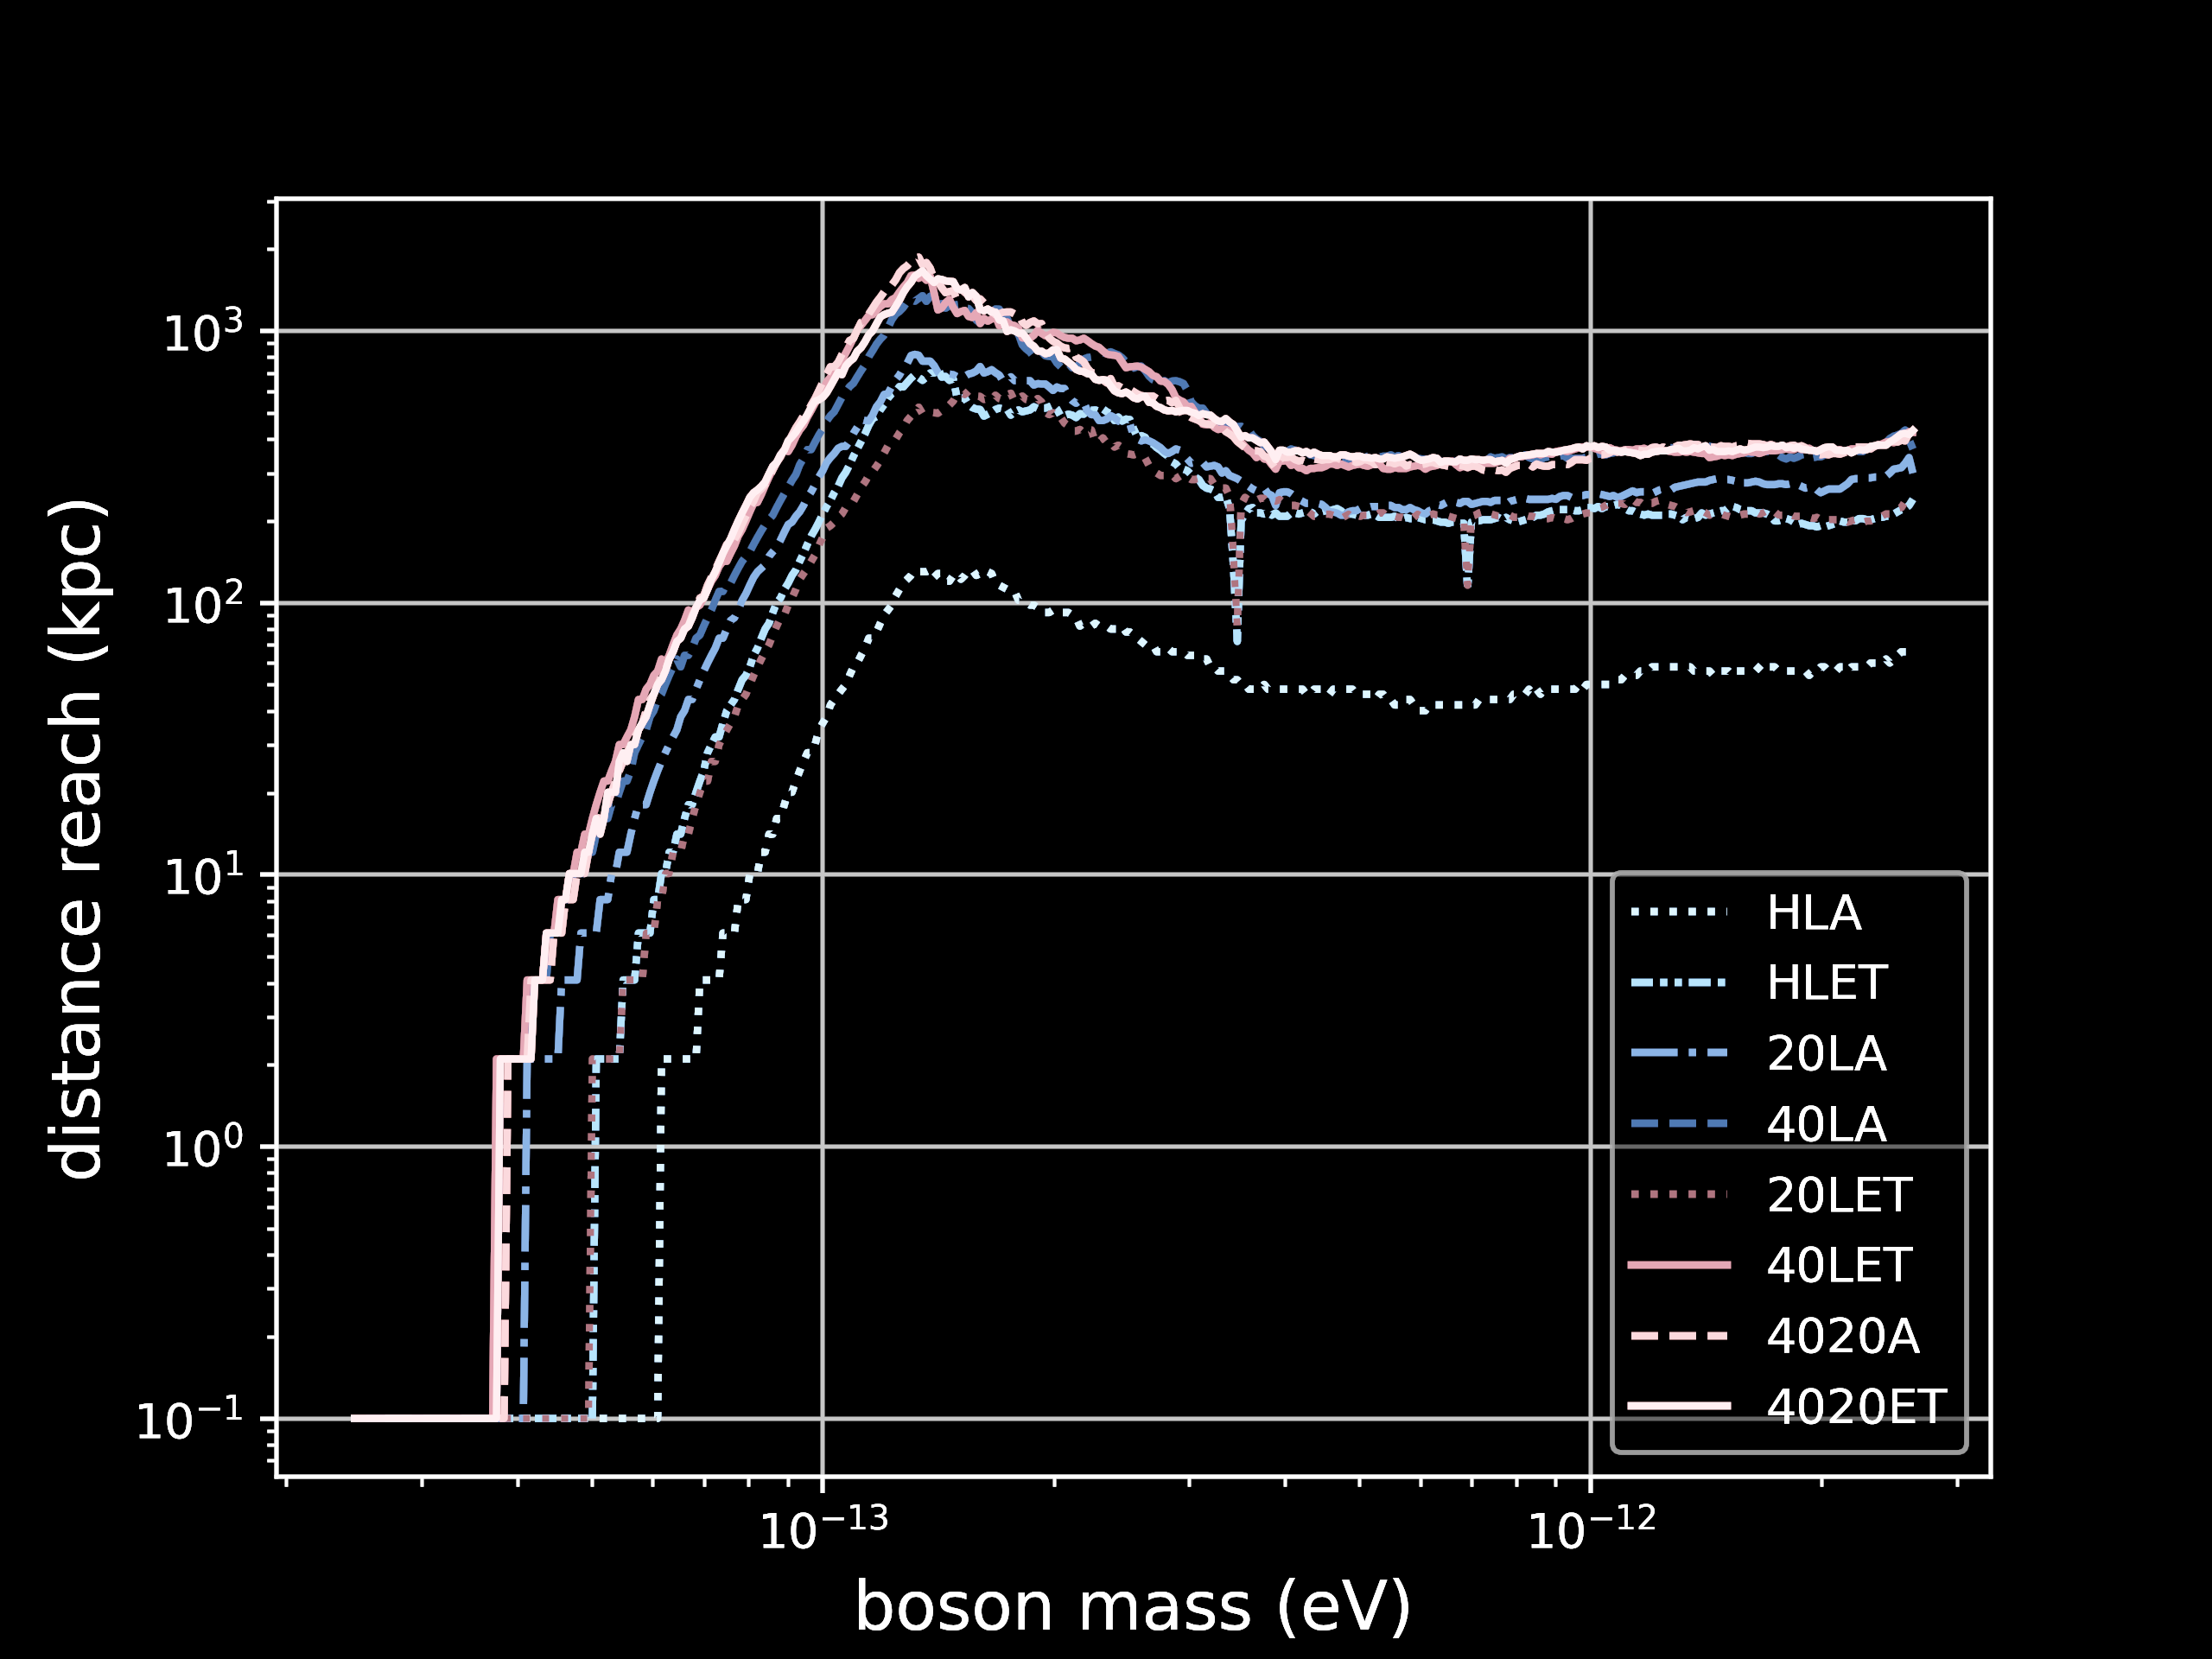 distance reach (kpc)
10³
10²
10¹
10⁰
10⁻¹
10⁻¹³
10⁻¹²
boson mass (eV)
HLA
HLET
20LA
40LA
20LET
40LET
4020A
4020ET